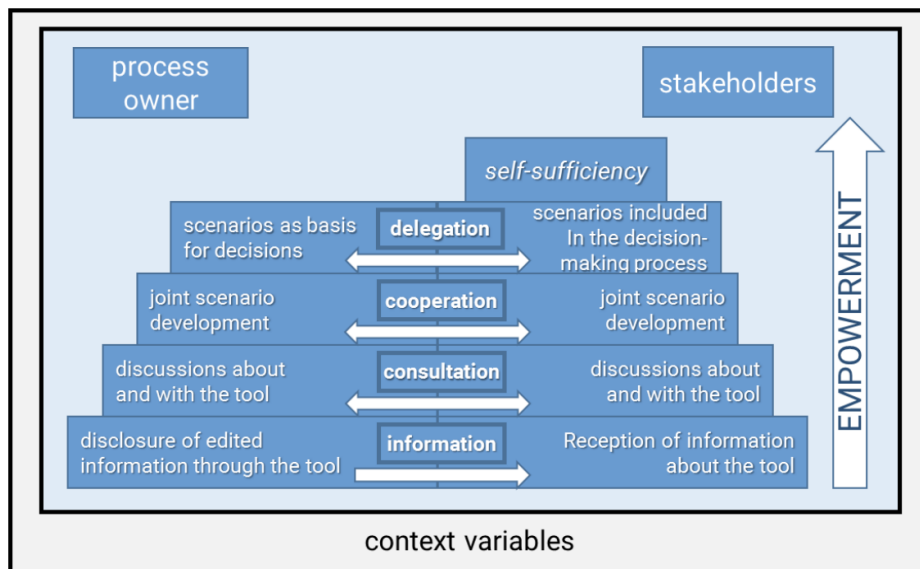 process
owner
stakeholders
self-sufficiency
scenarios as basis
for decisions
delegation
scenarios included
In the decision-
making process
joint scenario
development
cooperation
joint scenario
development
discussions about
and with the tool
consultation
discussions about
and with the tool
disclosure of edited
information through the tool
information
Reception of information
about the tool
EMPOWERMENT
context variables